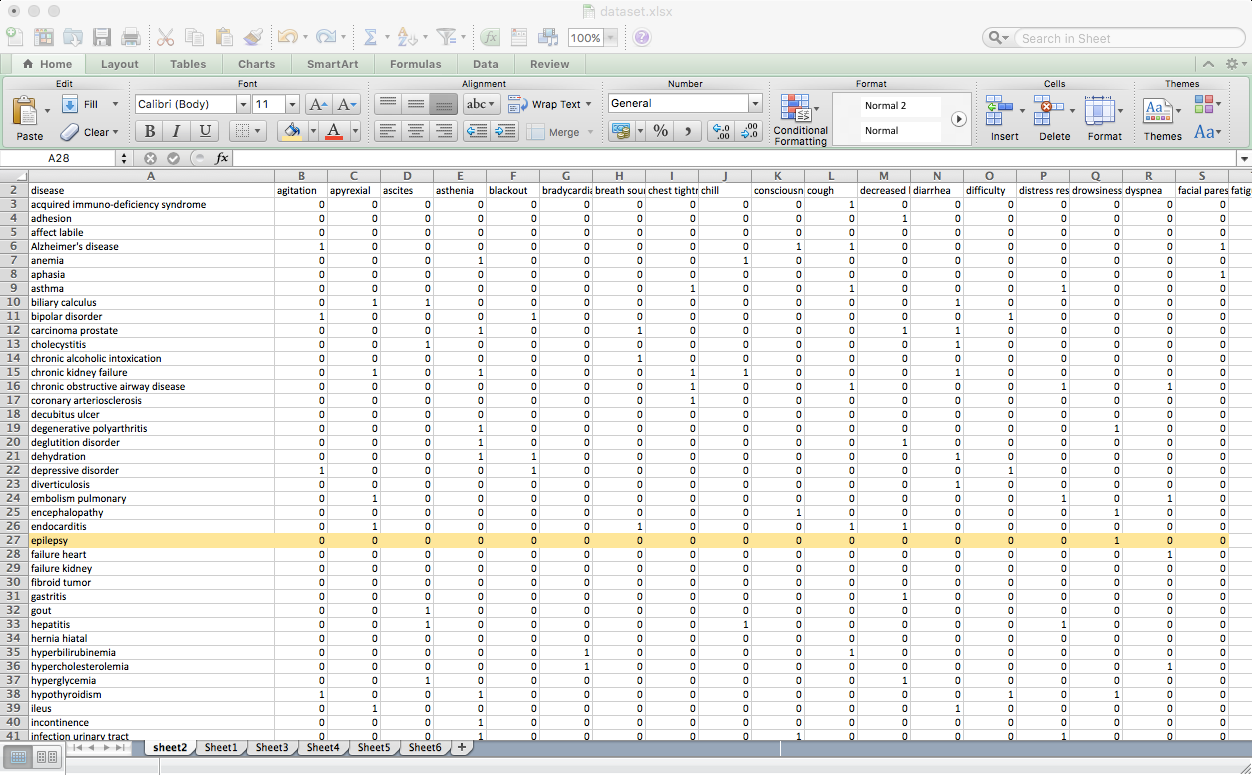 dataset.xlsx
100%
Search in Sheet
Home Layout Tables Charts SmartArt Formulas Data Review
Edit Font Alignment Number Format Cells Themes
Paste Fill Clear Calibri (Body) 11 A A abc Wrap Text General Normal 2
B I U A Merge % Conditional Formatting Normal Insert Delete Format Themes Aa
A28 fx
A B C D E F G H I J K L M N O P Q R S
2 disease agitation apyrexial ascites asthenia blackout bradycardia breath sou chest tightn chill consciousn cough decreased diarrhea difficulty distress res drowsiness dyspnea facial pares fatig
3 acquired immuno-deficiency syndrome 0 0 0 0 0 0 0 0 0 0 1 0 0 0 0 0 0 0
4 adhesion 0 0 0 0 0 0 0 0 0 0 0 1 0 0 0 0 0 0
5 affect labile 0 0 0 0 0 0 0 0 0 0 0 0 0 0 0 0 0 0
6 Alzheimer's disease 1 0 0 0 0 0 0 0 0 1 1 0 0 0 0 0 0 1
7 anemia 0 0 0 1 0 0 0 0 1 0 0 0 0 0 0 0 0 0
8 aphasia 0 0 0 0 0 0 0 0 0 0 0 0 0 0 0 0 0 1
9 asthma 0 0 0 0 0 0 0 1 0 0 1 0 0 0 1 0 0 0
10 biliary calculus 0 1 1 0 0 0 0 0 0 0 0 0 1 0 0 0 0 0
11 bipolar disorder 1 0 0 0 1 0 0 0 0 0 0 0 0 1 0 0 0 0
12 carcinoma prostate 0 0 0 1 0 0 1 0 0 0 0 1 1 0 0 0 0 0
13 cholecystitis 0 0 1 0 0 0 0 0 0 0 0 0 1 0 0 0 0 0
14 chronic alcoholic intoxication 0 0 0 0 0 0 1 0 0 0 0 0 0 0 0 0 0 0
15 chronic kidney failure 0 1 0 1 0 0 0 1 1 0 0 0 1 0 0 0 0 0
16 chronic obstructive airway disease 0 0 0 0 0 0 0 1 0 0 1 0 0 0 1 0 1 0
17 coronary arteriosclerosis 0 0 0 0 0 0 0 1 0 0 0 0 0 0 0 0 0 0
18 decubitus ulcer 0 0 0 0 0 0 0 0 0 0 0 0 0 0 0 0 0 0
19 degenerative polyarthritis 0 0 0 1 0 0 0 0 0 0 0 0 0 0 0 1 0 0
20 deglutition disorder 0 0 0 1 0 0 0 0 0 0 0 1 0 0 0 0 0 0
21 dehydration 0 0 0 1 1 0 0 0 0 0 0 0 1 0 0 0 0 0
22 depressive disorder 1 0 0 0 1 0 0 0 0 0 0 0 0 1 0 0 0 0
23 diverticulosis 0 0 0 0 0 0 0 0 0 0 0 0 1 0 0 0 0 0
24 embolism pulmonary 0 1 0 0 0 0 0 0 0 0 0 0 0 0 1 0 1 0
25 encephalopathy 0 0 0 0 0 0 0 0 0 1 0 0 0 0 0 1 0 0
26 endocarditis 0 1 0 0 0 0 1 0 0 0 1 1 0 0 0 0 0 0
27 epilepsy 0 0 0 0 0 0 0 0 0 0 0 0 0 0 0 1 0 0
28 failure heart 0 0 0 0 0 0 0 0 0 0 0 0 0 0 0 0 1 0
29 failure kidney 0 0 0 0 0 0 0 0 0 0 0 0 0 0 0 0 0 0
30 fibroid tumor 0 0 0 0 0 0 0 0 0 0 0 0 0 0 0 0 0 0
31 gastritis 0 0 0 0 0 0 0 0 0 0 0 1 0 0 0 0 0 0
32 gout 0 0 1 0 0 0 0 0 0 0 0 0 0 0 0 0 0 0
33 hepatitis 0 0 1 0 0 0 0 0 1 0 0 0 0 0 1 0 0 0
34 hernia hiatal 0 0 0 0 0 0 0 0 0 0 0 0 0 0 0 0 0 0
35 hyperbilirubinemia 0 0 0 0 0 1 0 0 0 0 1 0 0 0 0 0 0 0
36 hypercholesterolemia 0 0 0 0 0 1 0 0 0 0 0 0 0 0 0 0 1 0
37 hyperglycemia 0 0 1 0 0 0 0 0 0 0 0 1 0 0 0 0 0 0
38 hypothyroidism 1 0 0 1 0 0 0 0 0 0 0 0 0 1 0 1 0 0
39 ileus 0 1 0 0 0 0 0 0 0 0 0 0 1 0 0 0 0 0
40 incontinence 0 0 0 1 0 0 0 0 0 0 0 0 0 0 0 0 0 0
41 infection urinary tract 0 0 0 0 0 0 0 0 0 1 0 0 0 0 1 0 0 0
sheet2 Sheet1 Sheet3 Sheet4 Sheet5 Sheet6 +